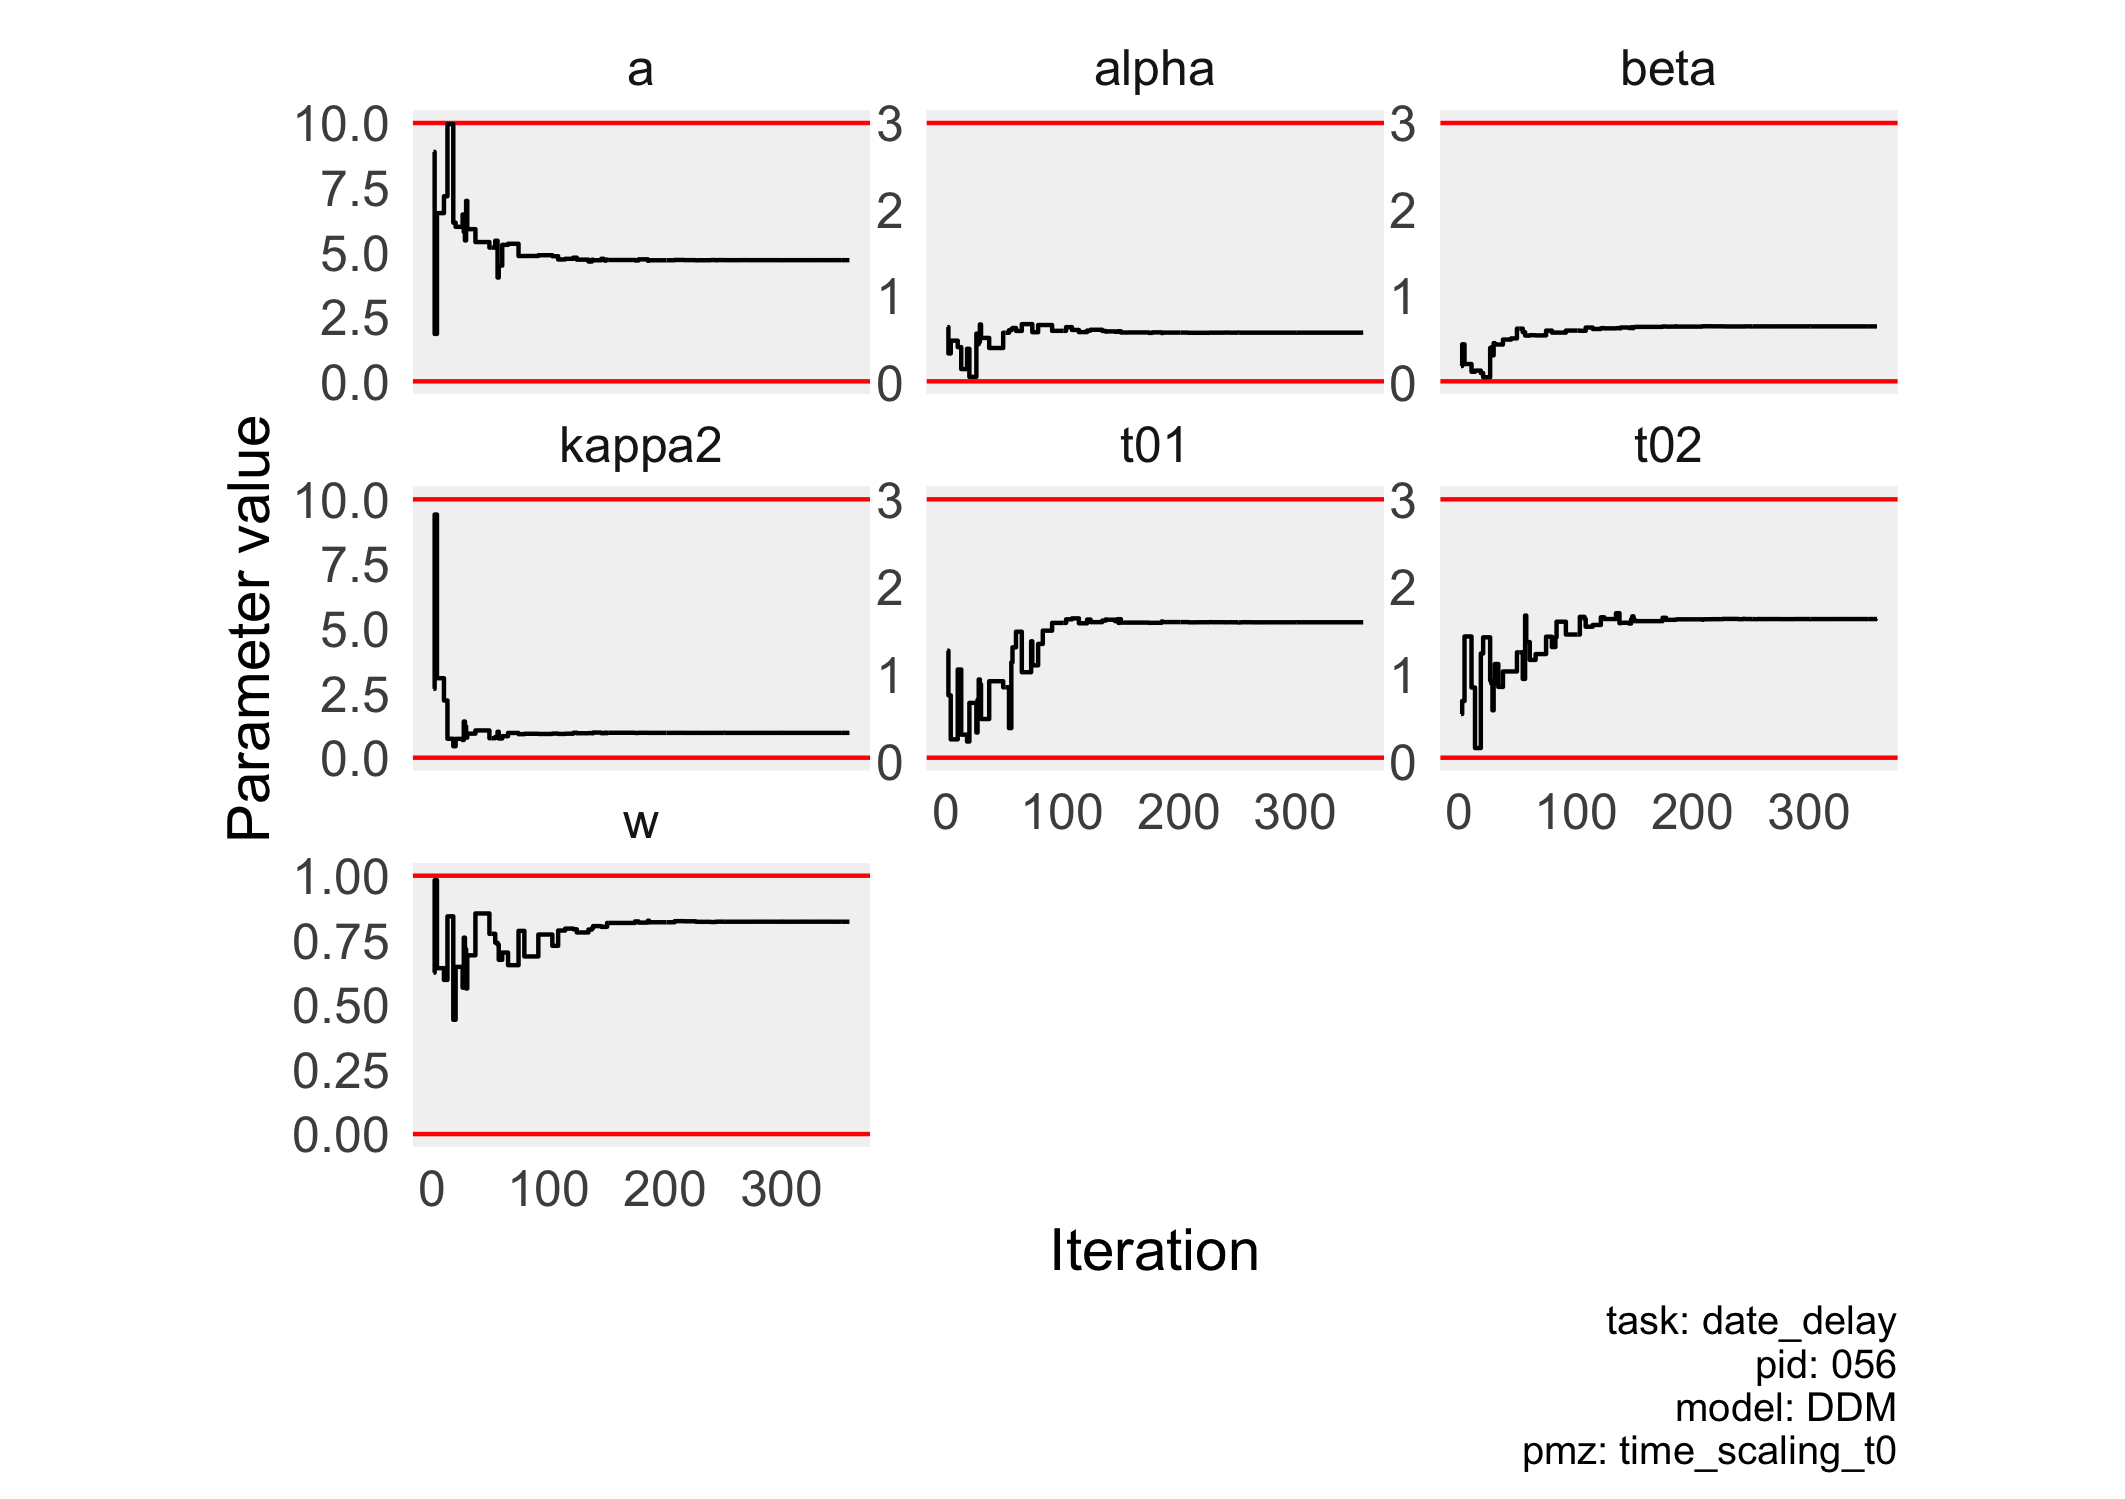 a alpha beta
10.0 3 3
7.5 2 2
5.0
2.5 1 1
0.0 0 0
kappa2 t01 t02
10.0 3 3
7.5 2 2
5.0
2.5 1 1
0.0 0 0
0 100 200 300 0 100 200 300
w
1.00
0.75
0.50
0.25
0.00
0 100 200 300
Parameter value
Iteration
task: date_delay
pid: 056
model: DDM
pmz: time_scaling_t0